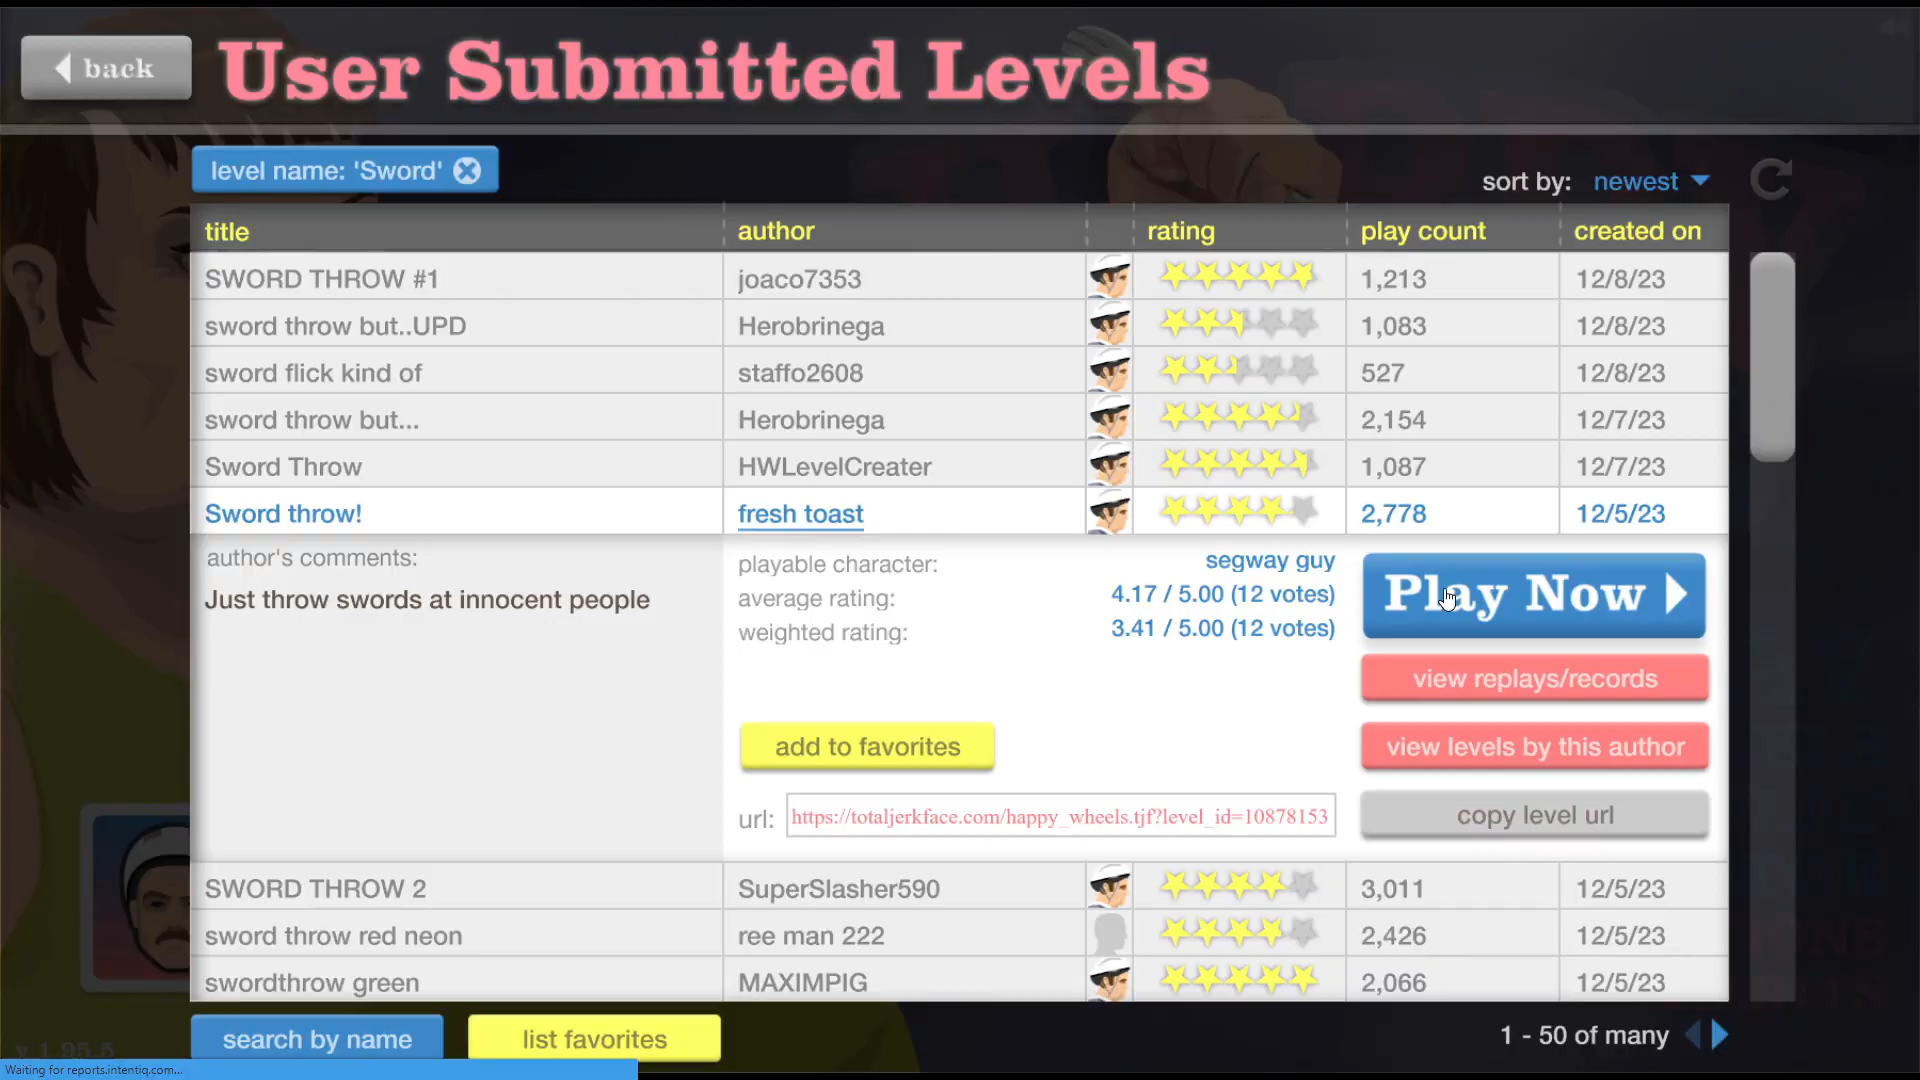 back
User Submitted Levels
level name: 'Sword'
sort by: newest
title author rating play count created on
SWORD THROW #1 joaco7353 1,213 12/8/23
sword throw but..UPD Herobrinega 1,083 12/8/23
sword flick kind of staffo2608 527 12/8/23
sword throw but... Herobrinega 2,154 12/7/23
Sword Throw HWLevelCreater 1,087 12/7/23
Sword throw! fresh toast 2,778 12/5/23
author's comments:
Just throw swords at innocent people
playable character: segway guy
average rating: 4.17 / 5.00 (12 votes)
weighted rating: 3.41 / 5.00 (12 votes)
Play Now
view replays/records
add to favorites
view levels by this author
url: https://totaljerkface.com/happy_wheels.tjf?level_id=10878153
copy level url
SWORD THROW 2 SuperSlasher590 3,011 12/5/23
sword throw red neon ree man 222 2,426 12/5/23
swordthrow green MAXIMPIG 2,066 12/5/23
search by name
list favorites
1 - 50 of many
v 1.95.5
Waiting for reports.intentiq.com...